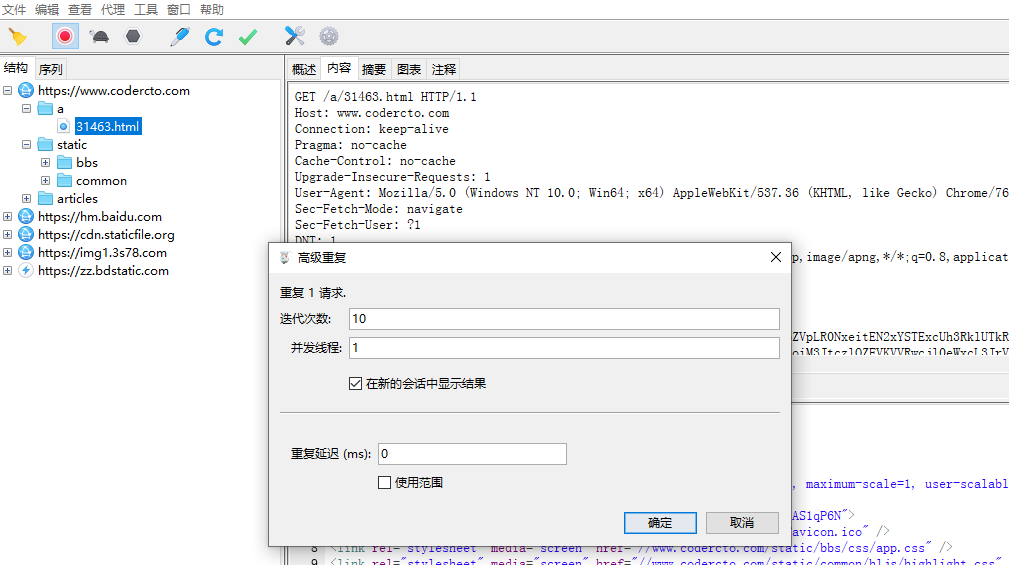 文件 编辑 查看 代理 工具 窗口 帮助
结构 序列
概述 内容 摘要 图表 注释
https://www.codercto.com
a
31463.html
static
bbs
common
articles
https://hm.baidu.com
https://cdn.staticfile.org
https://img1.3s78.com
https://zz.bdstatic.com
GET /a/31463.html HTTP/1.1
Host: www.codercto.com
Connection: keep-alive
Pragma: no-cache
Cache-Control: no-cache
Upgrade-Insecure-Requests: 1
User-Agent: Mozilla/5.0 (Windows NT 10.0; Win64; x64) AppleWebKit/537.36 (KHTML, like Gecko) Chrome/76
Sec-Fetch-Mode: navigate
Sec-Fetch-User: ?1
DNT: 1
p,image/apng,*/*;q=0.8,applicat
高级重复
重复 1 请求.
迭代次数: 10
并发线程: 1
在新的会话中显示结果
重复延迟 (ms): 0
使用范围
确定 取消
, maximum-scale=1, user-scalabl
AS1qP6N">
avicon.ico" />
8 <link rel="stylesheet" media="screen" href="//www.codercto.com/static/bbs/css/app.css" />
9 <link rel="stylesheet" media="screen" href="//www.codercto.com/static/common/hljs/highlight.css"